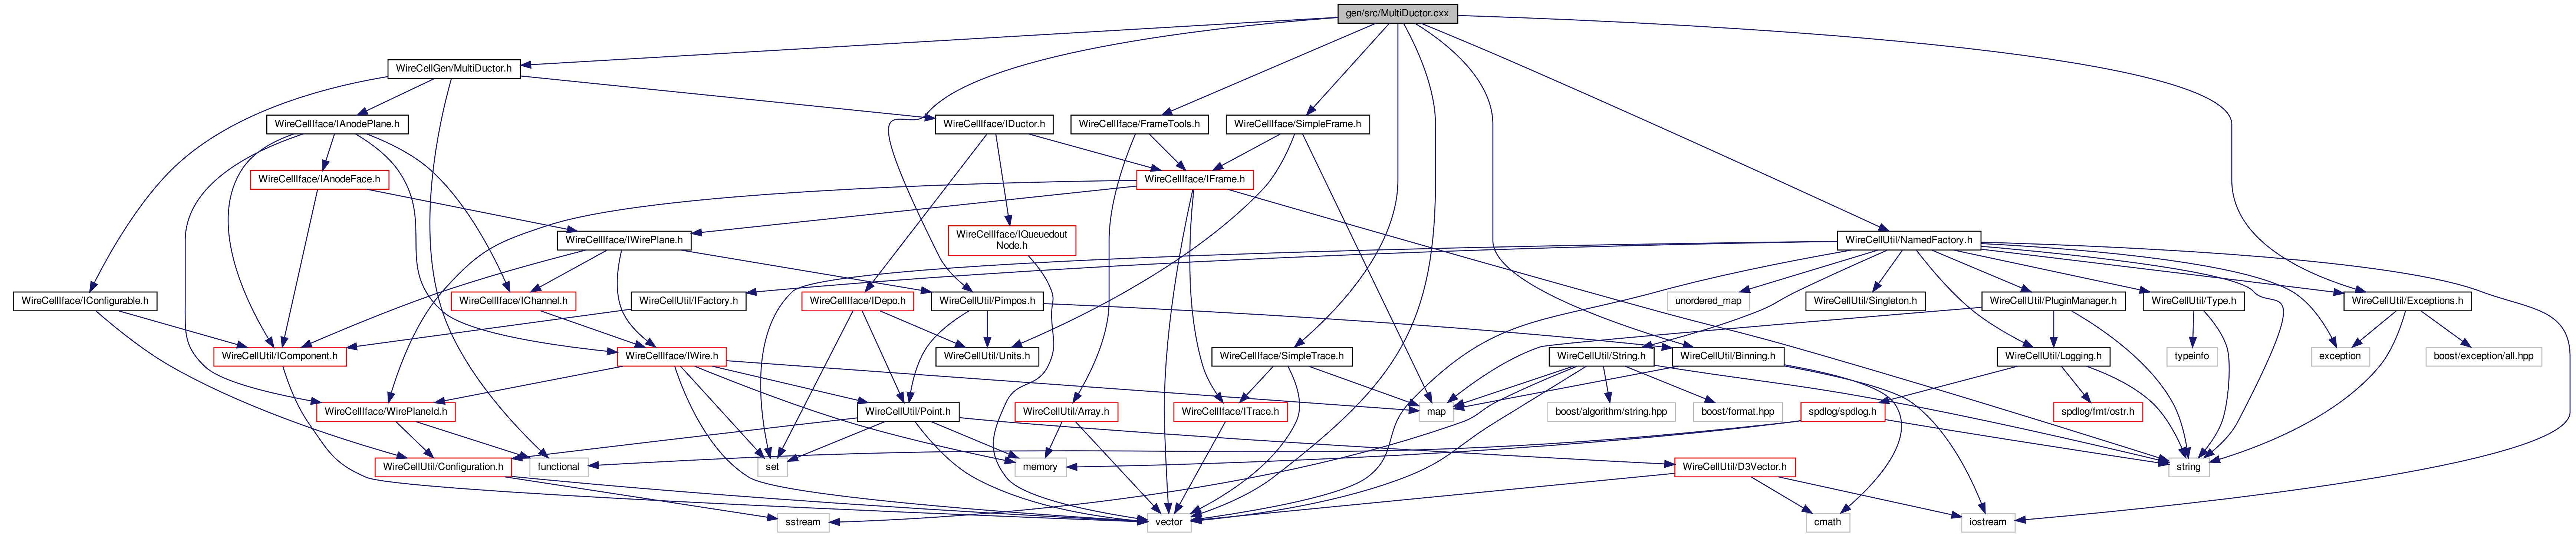 gen/src/MultiDuctor.cxx
WireCellGen/MultiDuctor.h
WireCellIface/IAnodePlane.h
WireCellIface/IDuctor.h
WireCellIface/FrameTools.h
WireCellIface/SimpleFrame.h
WireCellIface/IAnodeFace.h
WireCellIface/IFrame.h
WireCellIface/IWirePlane.h
WireCellIface/IQueuedout
Node.h
WireCellUtil/NamedFactory.h
WireCellIface/IConfigurable.h
WireCellIface/IChannel.h
WireCellUtil/IFactory.h
WireCellIface/IDepo.h
WireCellUtil/Pimpos.h
unordered_map
WireCellUtil/Singleton.h
WireCellUtil/PluginManager.h
WireCellUtil/Type.h
WireCellUtil/Exceptions.h
WireCellUtil/IComponent.h
WireCellIface/IWire.h
WireCellUtil/Units.h
WireCellIface/SimpleTrace.h
WireCellUtil/String.h
WireCellUtil/Binning.h
WireCellUtil/Logging.h
typeinfo
exception
boost/exception/all.hpp
WireCellIface/WirePlaneId.h
WireCellUtil/Point.h
WireCellUtil/Array.h
WireCellIface/ITrace.h
map
boost/algorithm/string.hpp
boost/format.hpp
spdlog/spdlog.h
spdlog/fmt/ostr.h
WireCellUtil/Configuration.h
functional
set
memory
WireCellUtil/D3Vector.h
string
sstream
vector
cmath
iostream